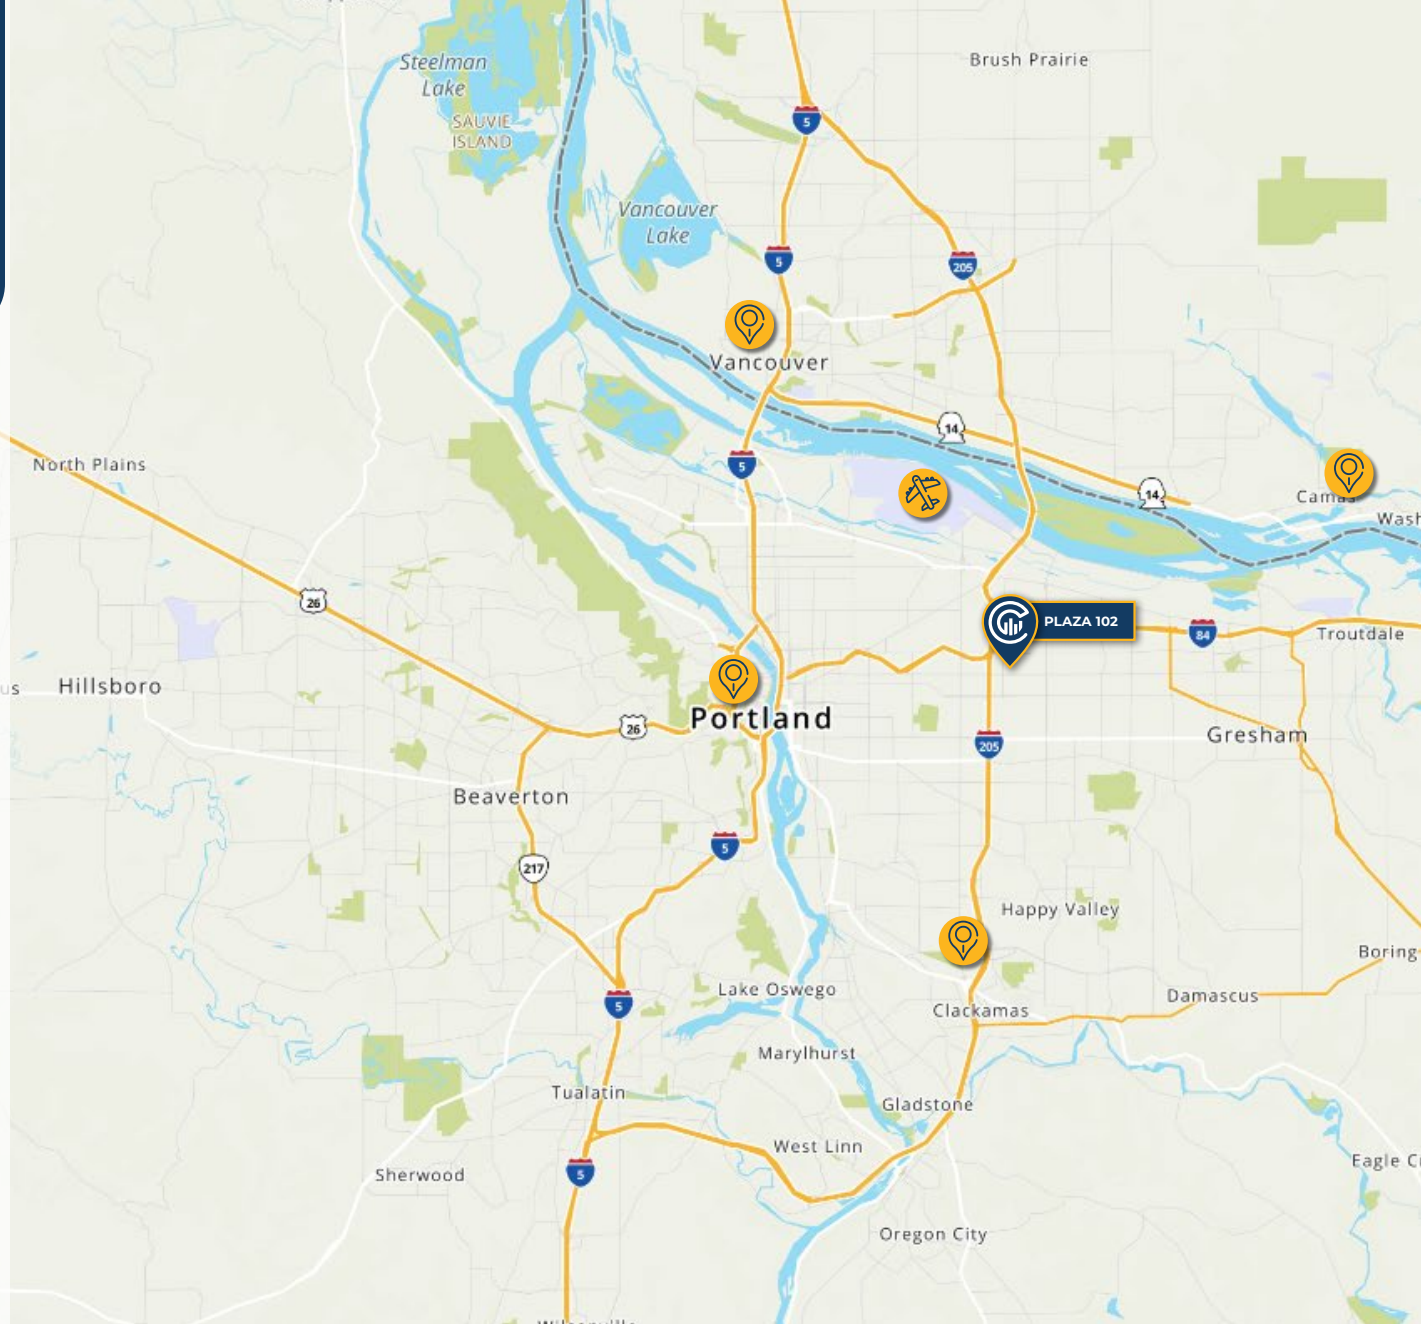 Steelman
Lake
Brush Prairie
5
SAUVIE
ISLAND
Vancouver
Lake
5
205
Vancouver
14
5
North Plains
14
Camas
Wash
26
PLAZA 102
84
Troutdale
us
Hillsboro
Portland
26
205
Gresham
Beaverton
5
217
Happy Valley
Boring
Lake Oswego
Damascus
5
Clackamas
Marylhurst
Tualatin
Gladstone
West Linn
Eagle C
5
Sherwood
Oregon City